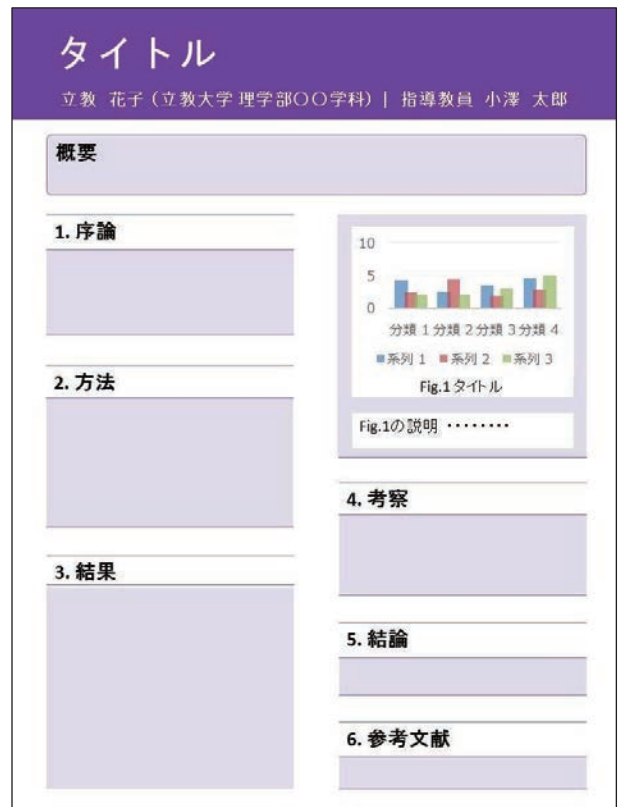 タイトル
立教 花子（立教大学 理学部〇〇学科）| 指導教員 小澤 太郎
概要
1. 序論
2. 方法
3. 結果
10
5
0
分類 1 分類 2 分類 3 分類 4
系列 1 系列 2 系列 3
Fig.1 タイトル
Fig.1の説明 ････････
4. 考察
5. 結論
6. 参考文献